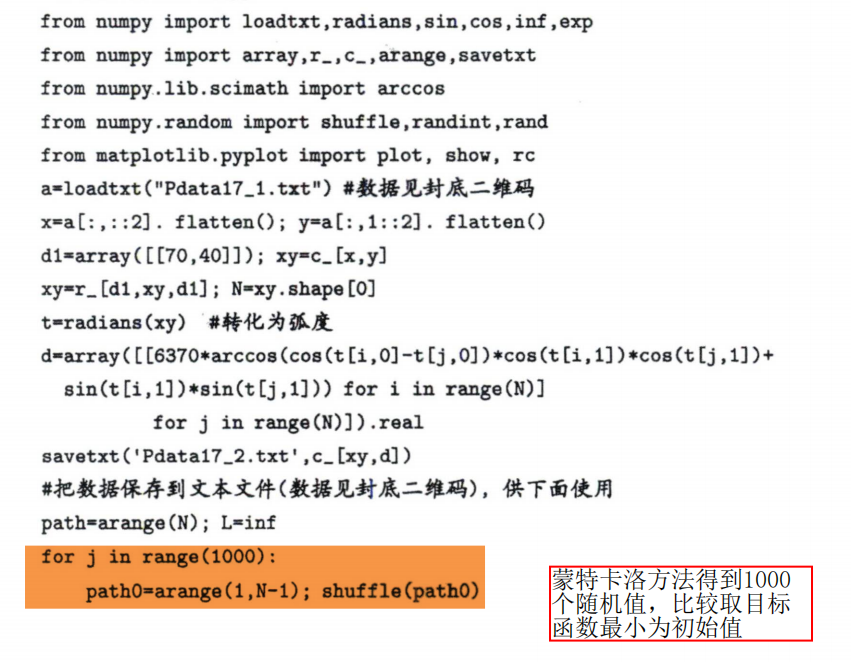 from numpy import loadtxt,radians,sin,cos,inf,exp
from numpy import array,r_,c_,arange,savetxt
from numpy.lib.scimath import arccos
from numpy.random import shuffle,randint,rand
from matplotlib.pyplot import plot, show, rc
a=loadtxt("Pdata17_1.txt") #数据见封底二维码
x=a[:,::2]. flatten(); y=a[:,1::2]. flatten()
d1=array([[70,40]]); xy=c_[x,y]
xy=r_[d1,xy,d1]; N=xy.shape[0]
t=radians(xy) #转化为弧度
d=array([[6370*arccos(cos(t[i,0]-t[j,0])*cos(t[i,1])*cos(t[j,1])+
sin(t[i,1])*sin(t[j,1])) for i in range(N)]
for j in range(N)]).real
savetxt('Pdata17_2.txt',c_[xy,d])
#把数据保存到文本文件(数据见封底二维码), 供下面使用
path=arange(N); L=inf
for j in range(1000):
path0=arange(1,N-1); shuffle(path0)
蒙特卡洛方法得到1000
个随机值，比较取目标
函数最小为初始值